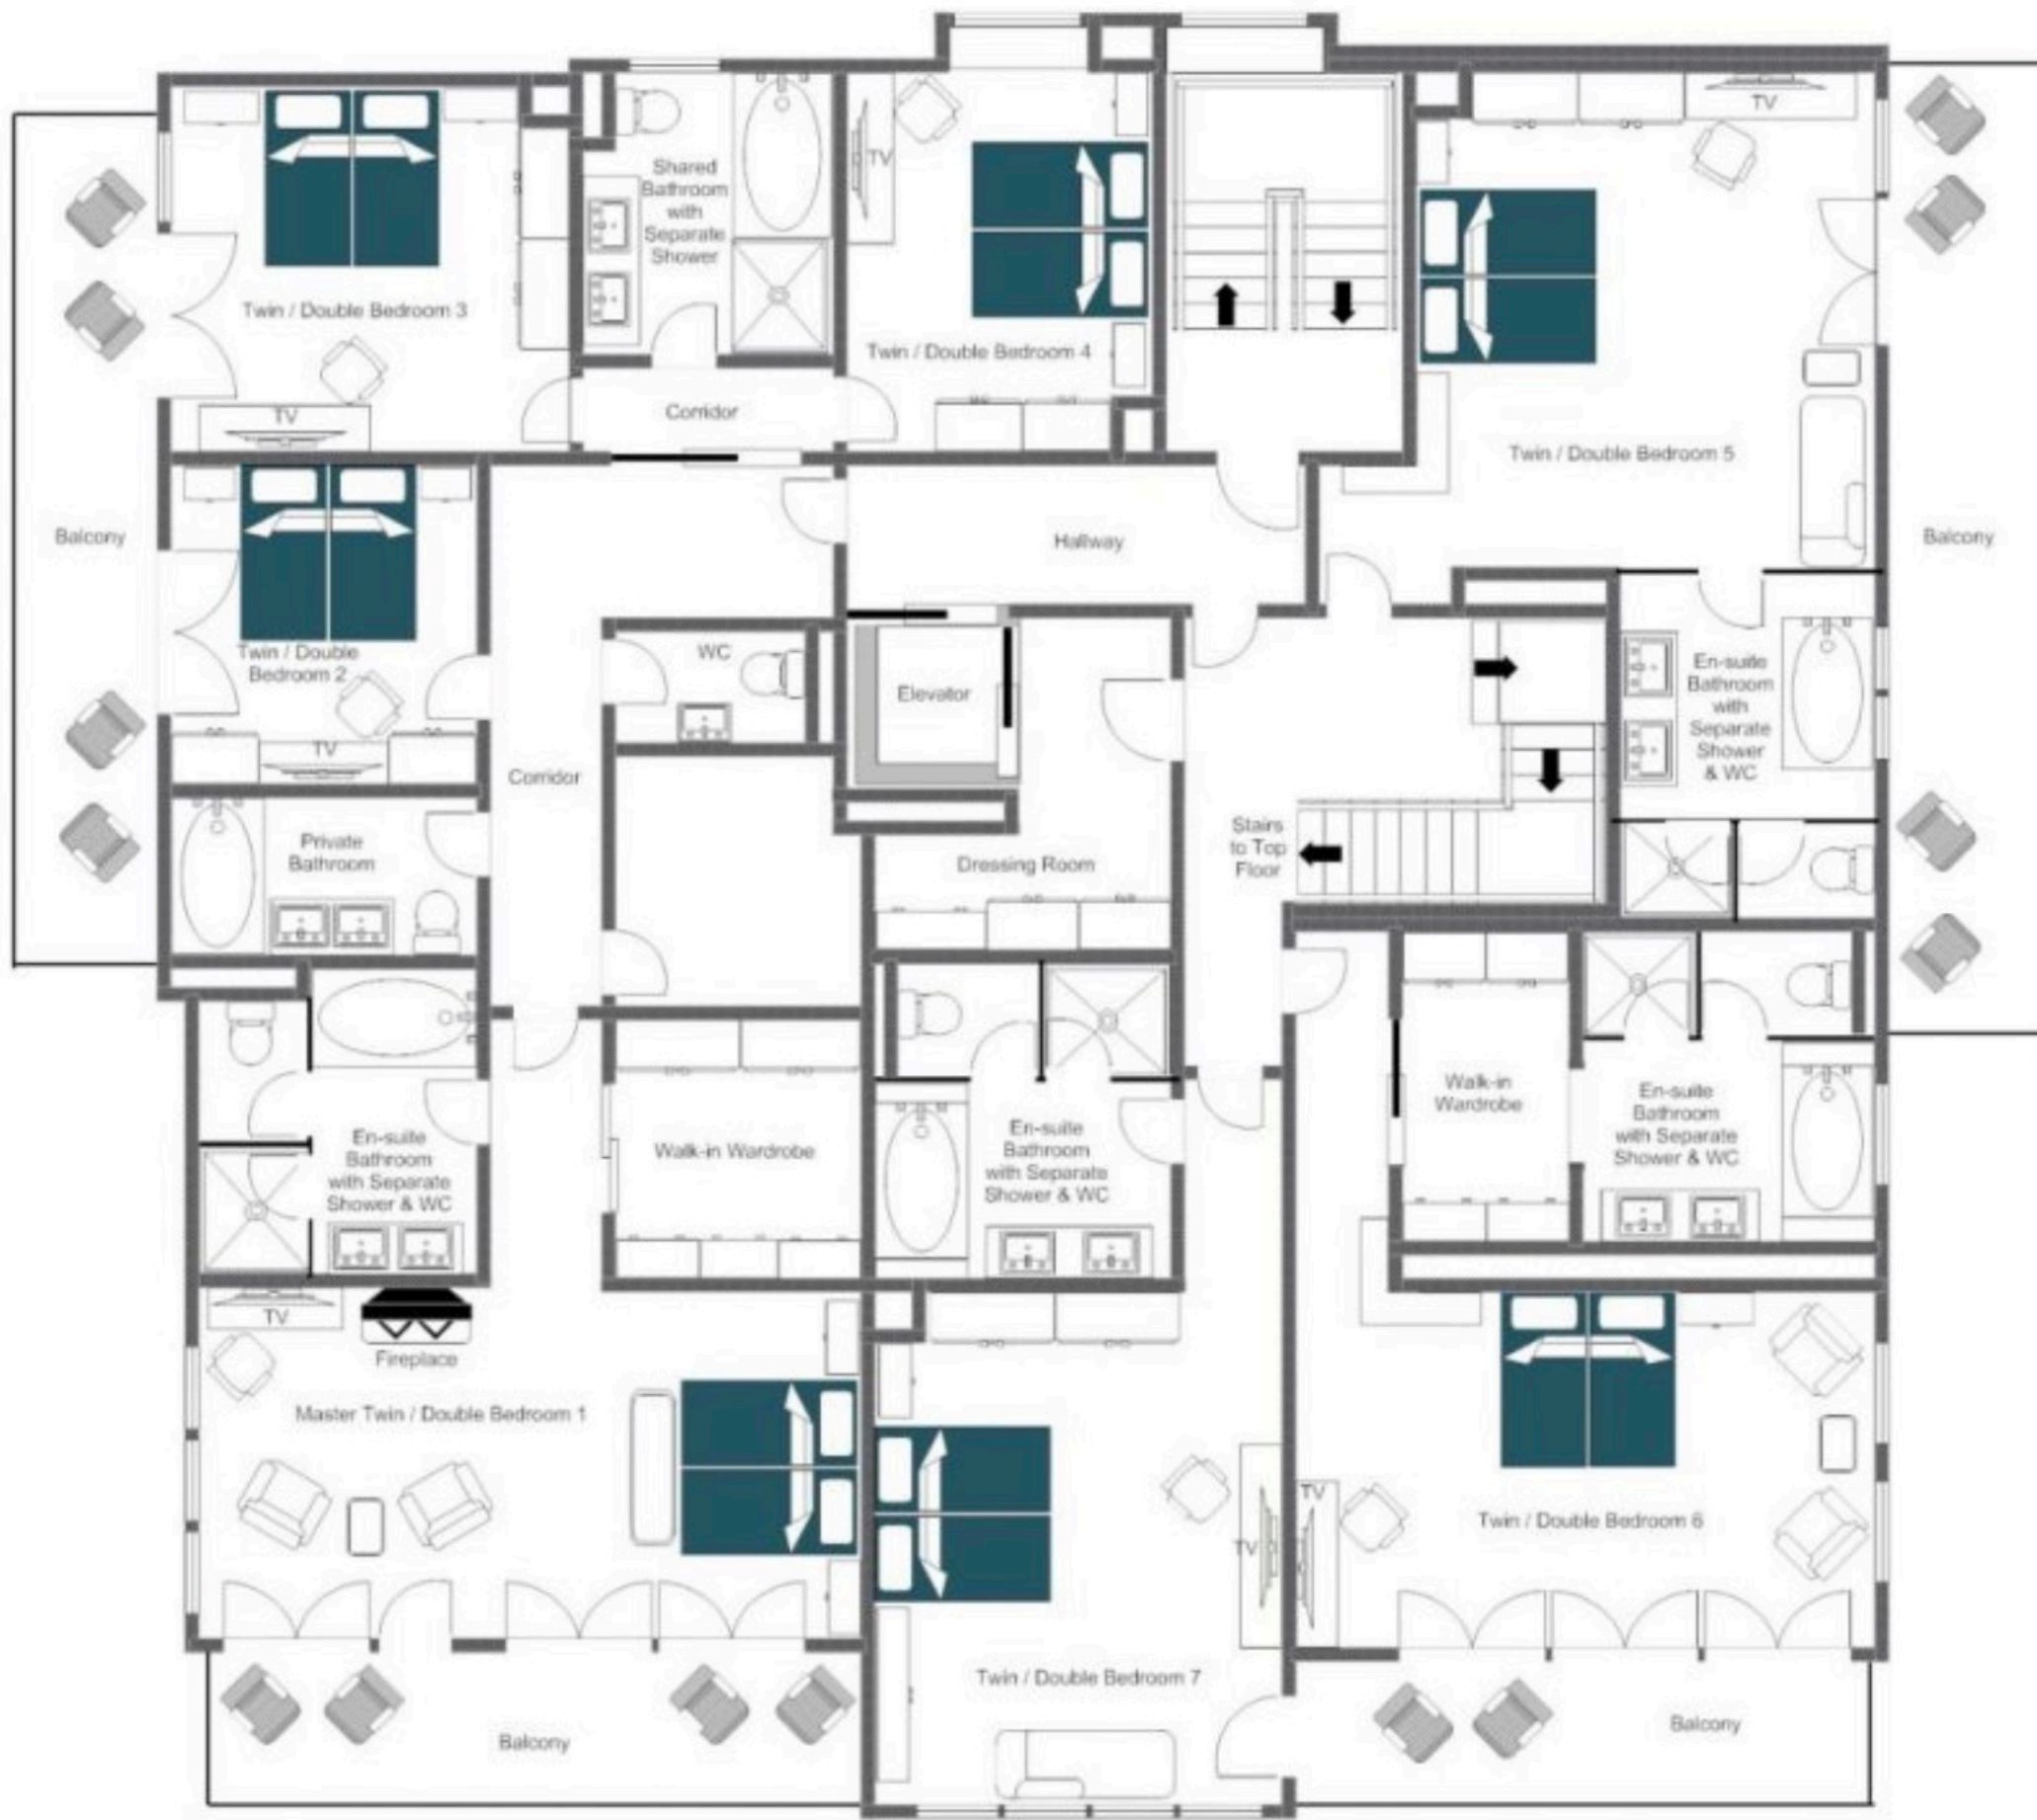 TV
Shared
Bathroom
with
Separate
Shower
TV
Twin / Double Bedroom 3
Twin / Double Bedroom 4
TV
Corridor
Twin / Double Bedroom 5
Balcony
Hallway
Balcony
Twin / Double
Bedroom 2
WC
Elevator
En-suite
Bathroom
with
Separate
Shower
& WC
TV
Corridor
Private
Bathroom
Dressing Room
Stairs
to Top
Floor
En-suite
Bathroom
with Separate
Shower & WC
Walk-in Wardrobe
En-suite
Bathroom
with Separate
Shower & WC
Walk-in
Wardrobe
En-suite
Bathroom
with Separate
Shower & WC
TV
Fireplace
Master Twin / Double Bedroom 1
TV
TV
Twin / Double Bedroom 6
Twin / Double Bedroom 7
Balcony
Balcony